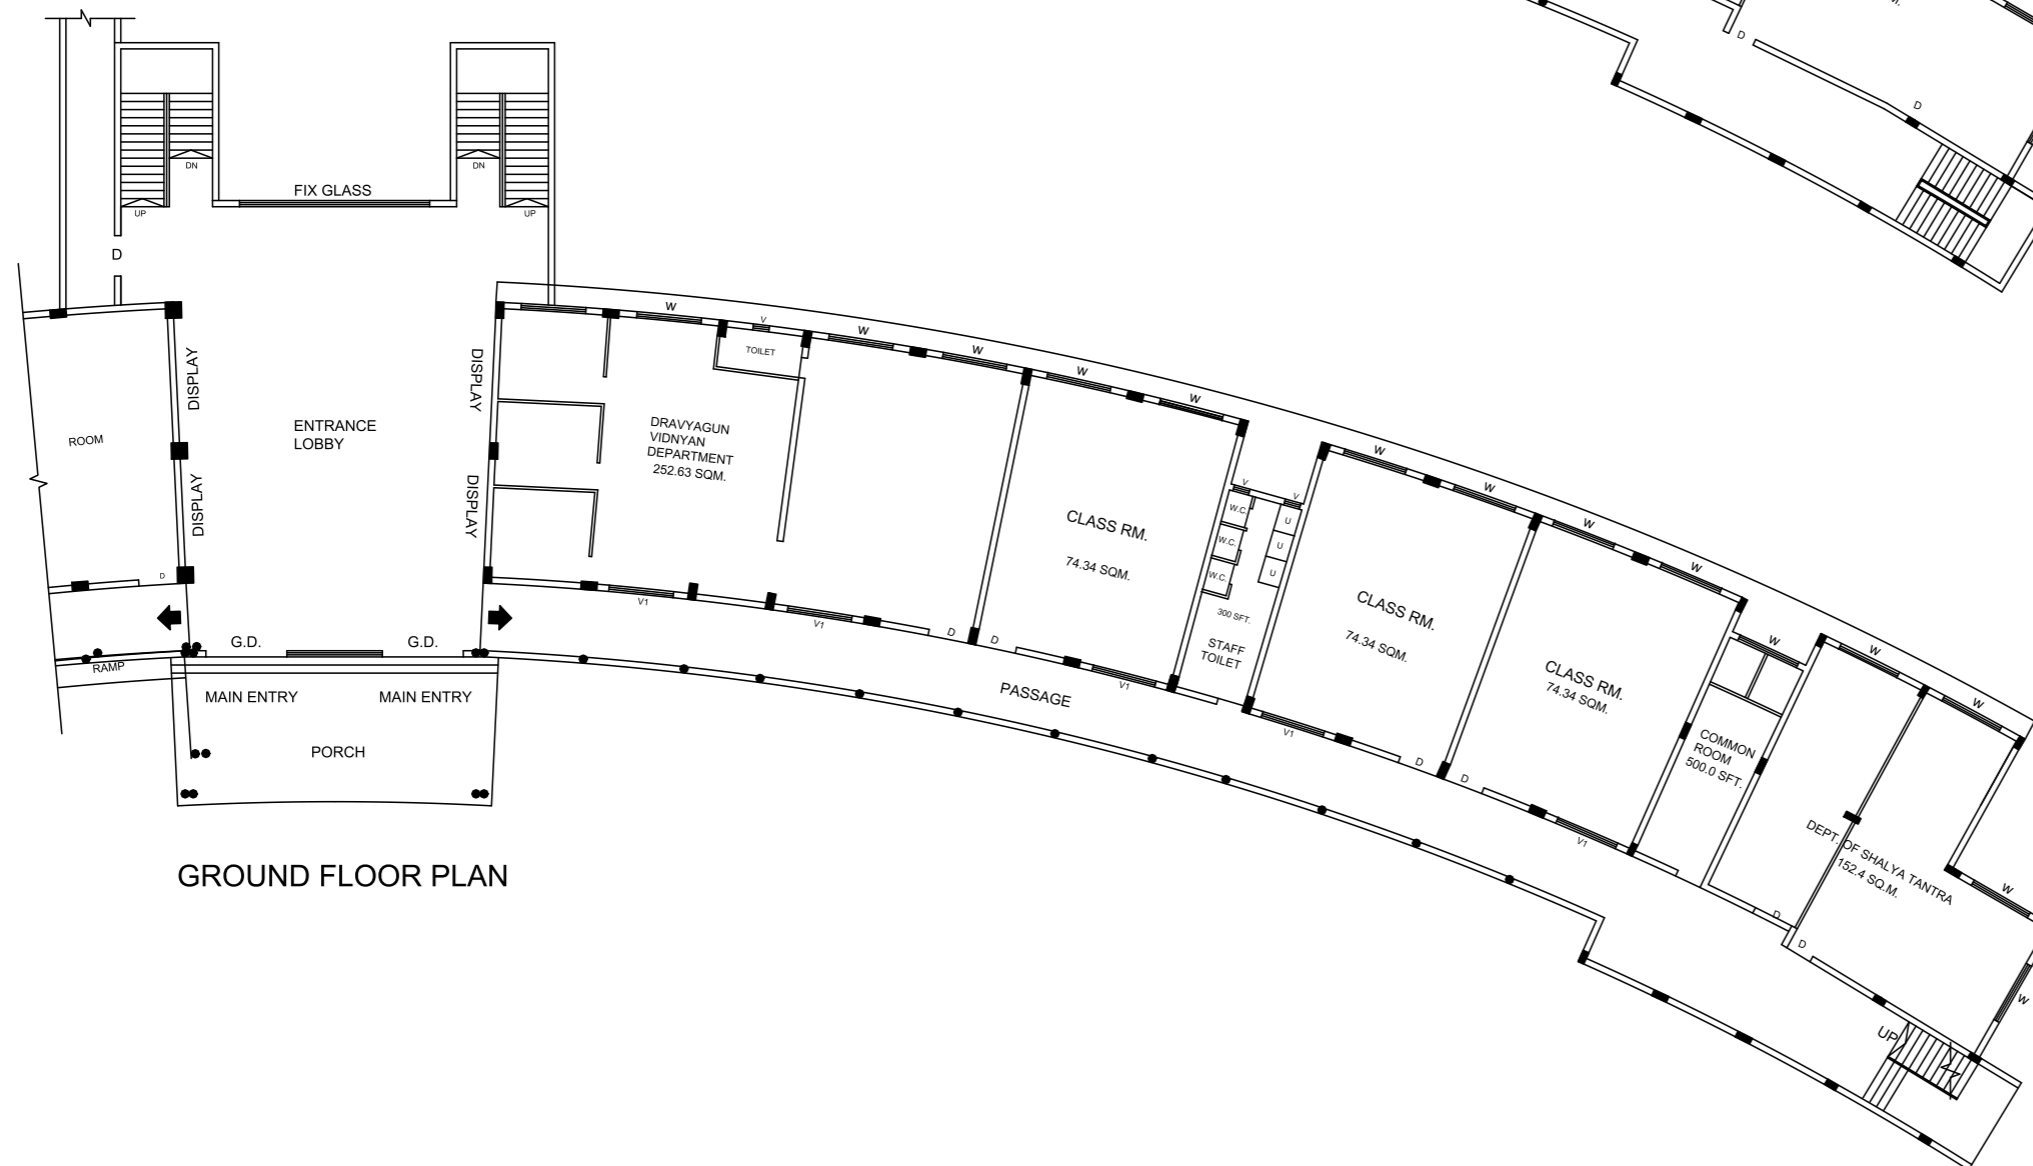 M.
D
D
DN
DN
FIX GLASS
UP
UP
D
W
V
W
W
W
W
TOILET
DISPLAY
DISPLAY
ROOM
ENTRANCE
LOBBY
DRAVYAGUN
VIDNYAN
DEPARTMENT
252.63 SQM.
DISPLAY
DISPLAY
CLASS RM.
74.34 SQM.
W
W
W
W
V
V
W.C.
U
W.C.
U
W.C.
U
300 SFT.
STAFF
TOILET
D
V1
V1
D
D
V1
CLASS RM.
74.34 SQM.
CLASS RM.
74.34 SQM.
W
W
W
G.D.
G.D.
RAMP
MAIN ENTRY
MAIN ENTRY
PORCH
PASSAGE
V1
D
D
V1
COMMON
ROOM
500.0 SFT.
DEPT. OF SHALYA TANTRA
152.4 SQ.M.
W
D
D
W
UP
GROUND FLOOR PLAN